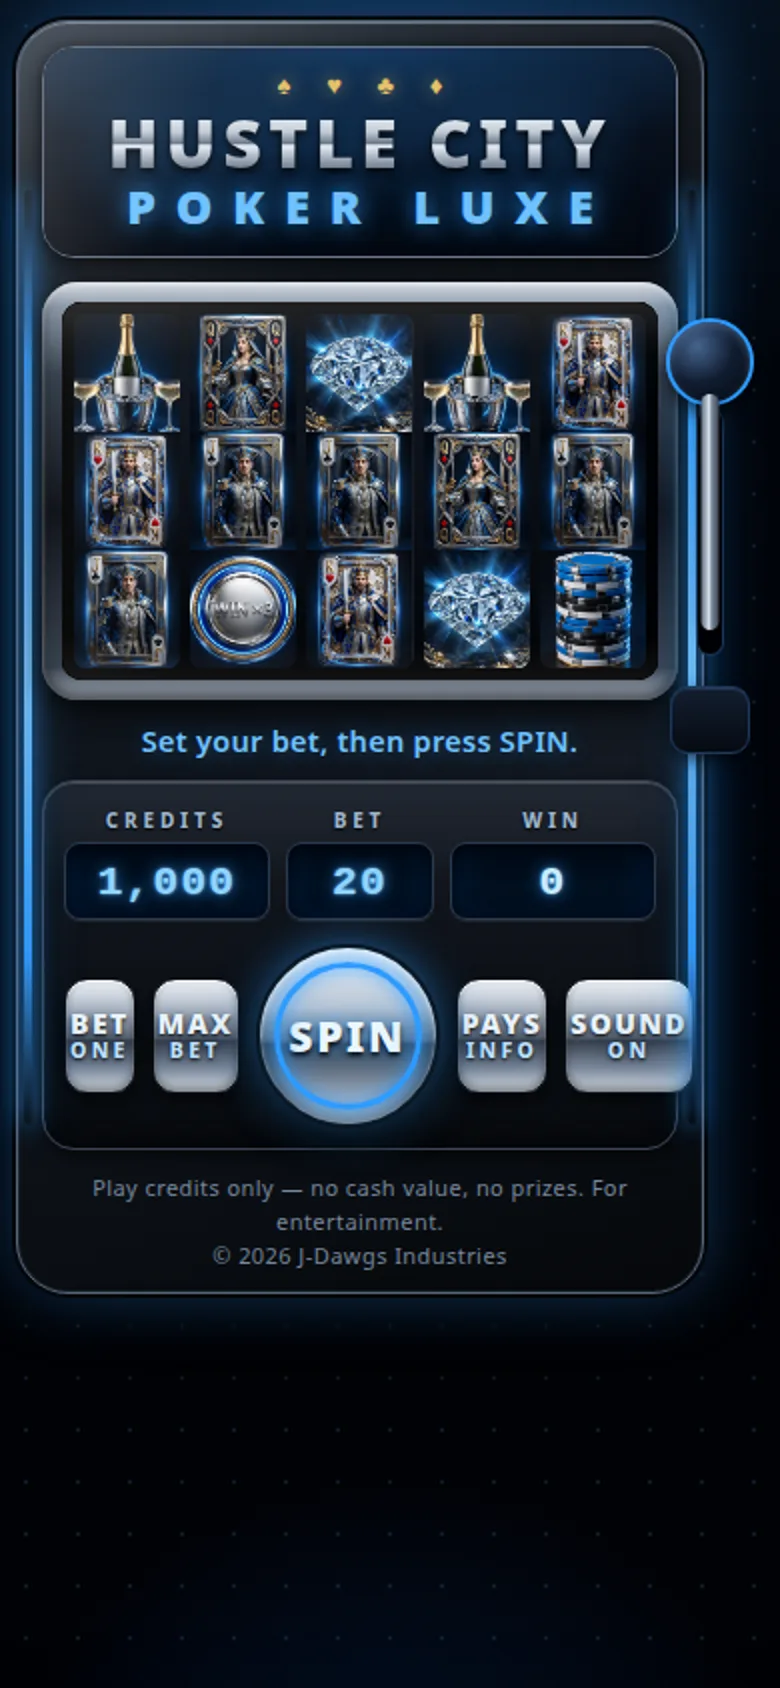 ♠ ♥ ♣ ♦
HUSTLE CITY
POKER LUXE
WIN ×2
Set your bet, then press SPIN.
CREDITS BET WIN
1,000 20 0
BET MAX SPIN PAYS SOUND
ONE BET INFO ON
Play credits only — no cash value, no prizes. For
entertainment.
© 2026 J-Dawgs Industries